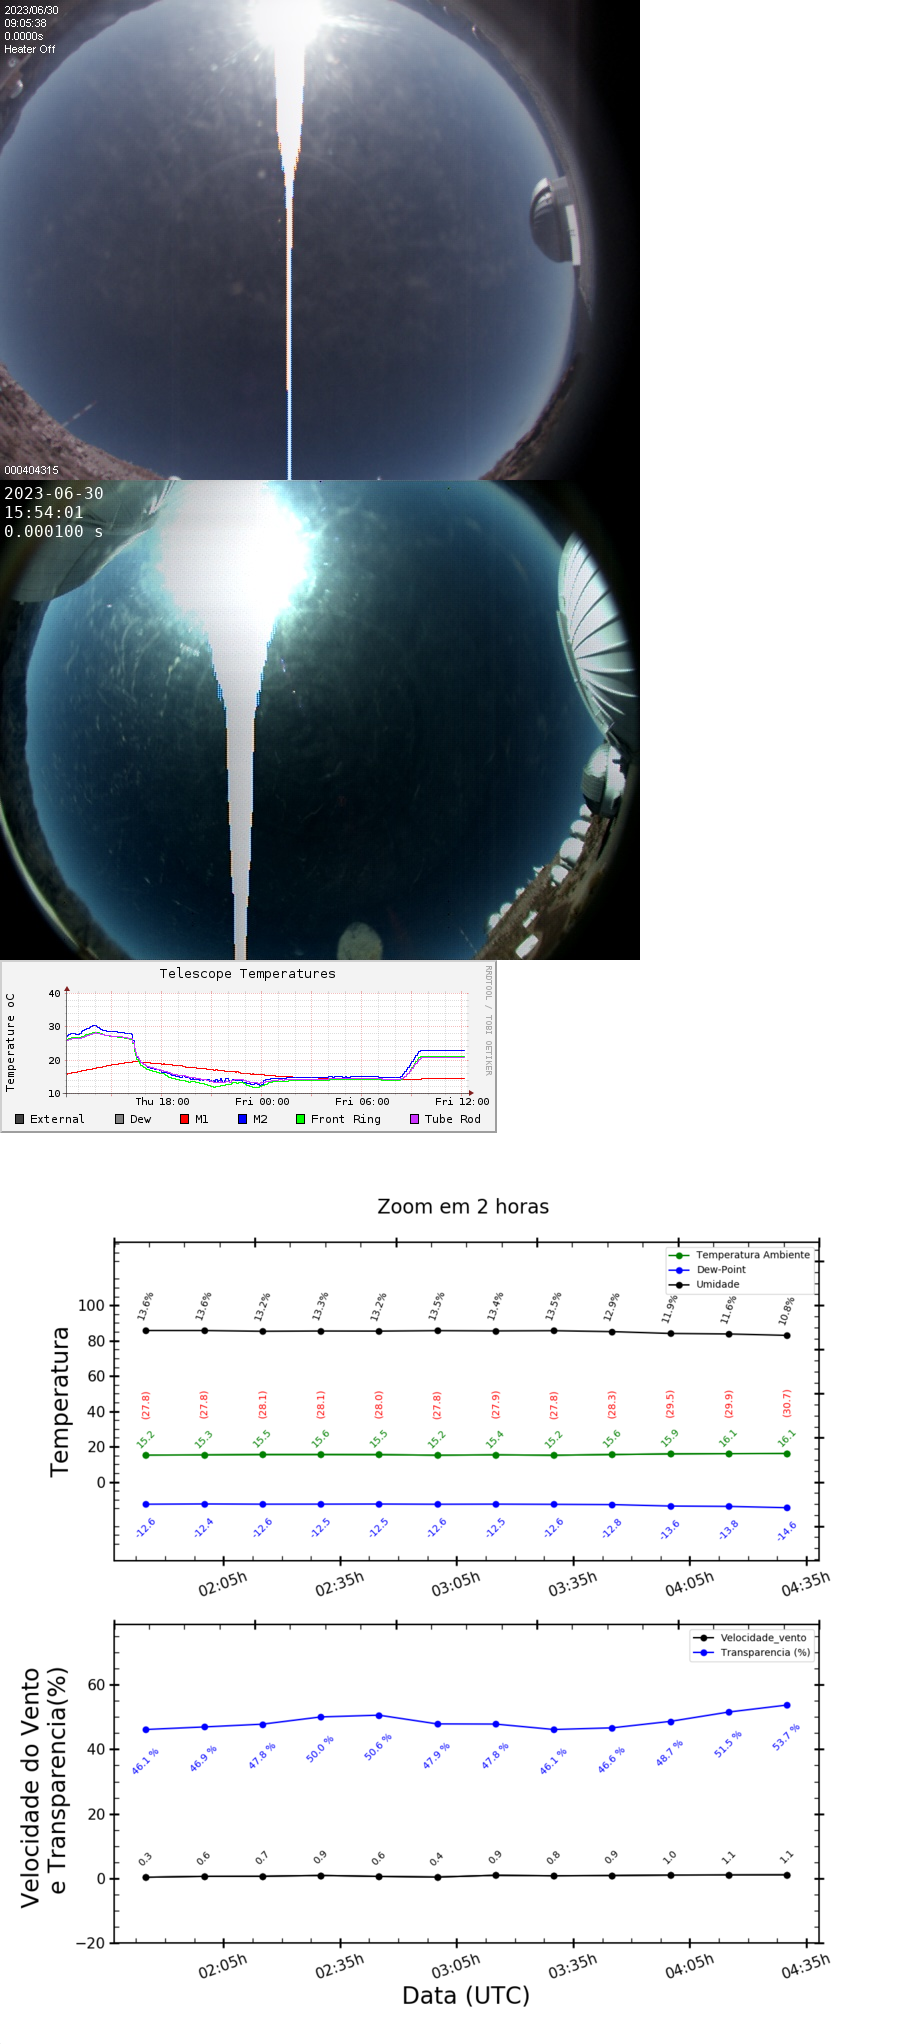 2023/06/30
09:05:38
0.0000s
Heater Off
000404315
2023-06-30
15:54:01
0.000100 s
Telescope Temperatures
RRDTOOL / TOBI OETIKER
Temperature oC
40
30
20
10
Thu 18:00 Fri 00:00 Fri 06:00 Fri 12:00
External Dew M1 M2 Front Ring Tube Rod
Zoom em 2 horas
Temperatura Ambiente
Dew-Point
Umidade
Temperatura
100
80
60
40
20
0
13.6% 13.6% 13.2% 13.3% 13.2% 13.5% 13.4% 13.5% 12.9% 11.9% 11.6% 10.8%
(27.8) (27.8) (28.1) (28.1) (28.0) (27.8) (27.9) (27.8) (28.3) (29.5) (29.9) (30.7)
15.2 15.3 15.5 15.6 15.5 15.2 15.4 15.2 15.6 15.9 16.1 16.1
-12.6 -12.4 -12.6 -12.5 -12.5 -12.6 -12.5 -12.6 -12.8 -13.6 -13.8 -14.6
02:05h 02:35h 03:05h 03:35h 04:05h 04:35h
Velocidade_vento
Transparencia (%)
Velocidade do Vento
e Transparencia(%)
60
40
20
0
−20
46.1 % 46.9 % 47.8 % 50.0 % 50.6 % 47.9 % 47.8 % 46.1 % 46.6 % 48.7 % 51.5 % 53.7 %
0.3 0.6 0.7 0.9 0.6 0.4 0.9 0.8 0.9 1.0 1.1 1.1
02:05h 02:35h 03:05h 03:35h 04:05h 04:35h
Data (UTC)